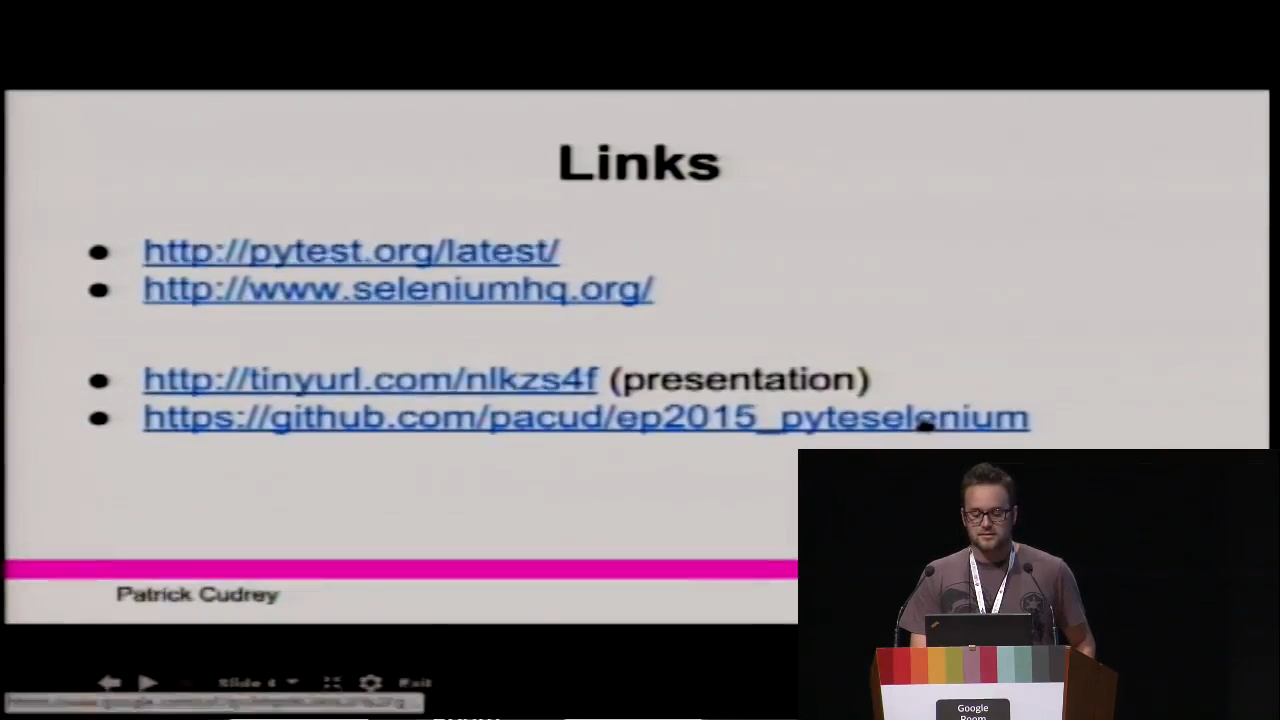 Links
http://pytest.org/latest/
http://www.seleniumhq.org/
http://tinyurl.com/nlkzs4f (presentation)
https://github.com/pacud/ep2015_pyteselenium
Patrick Cudrey
Slide 4
Exit
Google
Room